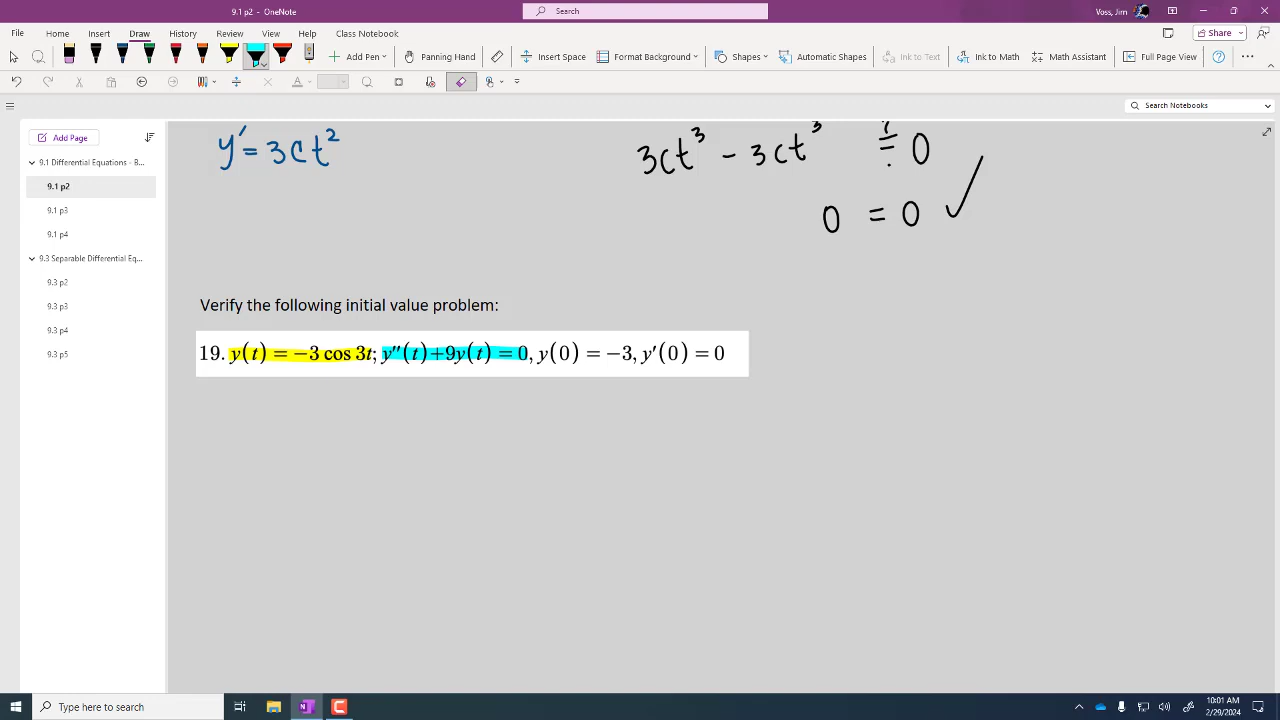 9.1 p2 - OneNote
Search
Voss, Jim
File Home Insert Draw History Review View Help Class Notebook
Share
Add Pen Panning Hand Insert Space Format Background Shapes Automatic Shapes Ink to Text Ink to Math Math Assistant Full Page View
Search Notebooks
Add Page
9.1 Differential Equations - B...
9.1 p2
9.1 p3
9.1 p4
9.3 Separable Differential Eq...
9.3 p2
9.3 p3
9.3 p4
9.3 p5
y' = 3ct²
3ct³ - 3ct³ ≟ 0
0 = 0 ✓
Verify the following initial value problem:
19. y(t) = −3 cos 3t; y″(t)+9y(t) = 0, y(0) = −3, y′(0) = 0
Type here to search
10:01 AM
2/29/2024